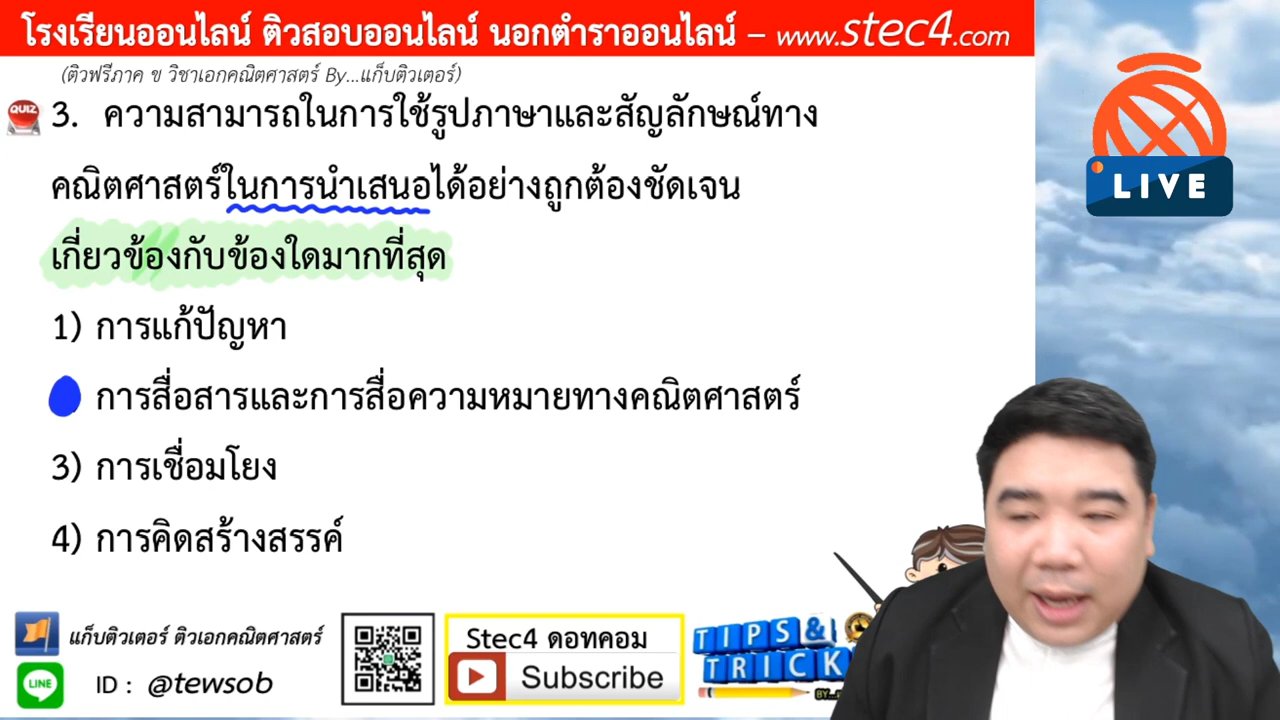 โรงเรียนออนไลน์ ติวสอบออนไลน์ นอกตำราออนไลน์ – www.stec4.com
(ติวฟรีภาค ข วิชาเอกคณิตศาสตร์ By...แก็บติวเตอร์)
QUIZ
3. ความสามารถในการใช้รูปภาษาและสัญลักษณ์ทาง
คณิตศาสตร์ในการนำเสนอได้อย่างถูกต้องชัดเจน
เกี่ยวข้องกับข้องใดมากที่สุด
1) การแก้ปัญหา
การสื่อสารและการสื่อความหมายทางคณิตศาสตร์
3) การเชื่อมโยง
4) การคิดสร้างสรรค์
LIVE
แก็บติวเตอร์ ติวเอกคณิตศาสตร์
LINE
ID : @tewsob
Stec4 ดอทคอม
Subscribe
TIPS &
TRICK